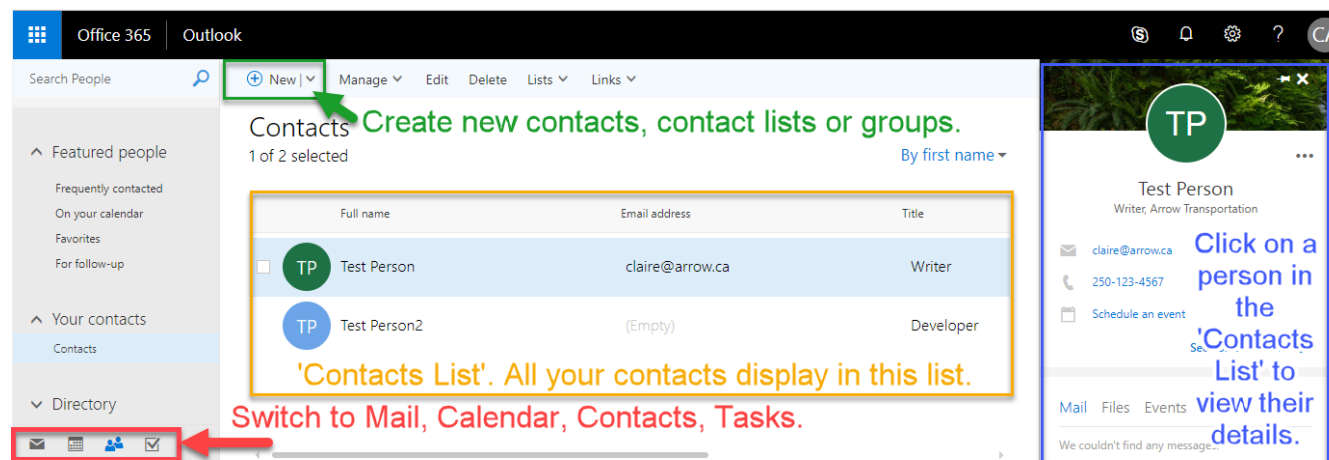 Office 365 Outlook CA
Search People
New Manage Edit Delete Lists Links
Create new contacts, contact lists or groups.
Contacts
1 of 2 selected
By first name
Featured people
Frequently contacted
On your calendar
Favorites
For follow-up
Your contacts
Contacts
Directory
Full name Email address Title
TP Test Person claire@arrow.ca Writer
TP Test Person2 (Empty) Developer
'Contacts List'. All your contacts display in this list.
Switch to Mail, Calendar, Contacts, Tasks.
TP
Test Person
Writer, Arrow Transportation
claire@arrow.ca
250-123-4567
Schedule an event
Click on a
person in
the
'Contacts
List' to
view their
details.
Mail Files Events
We couldn't find any messages